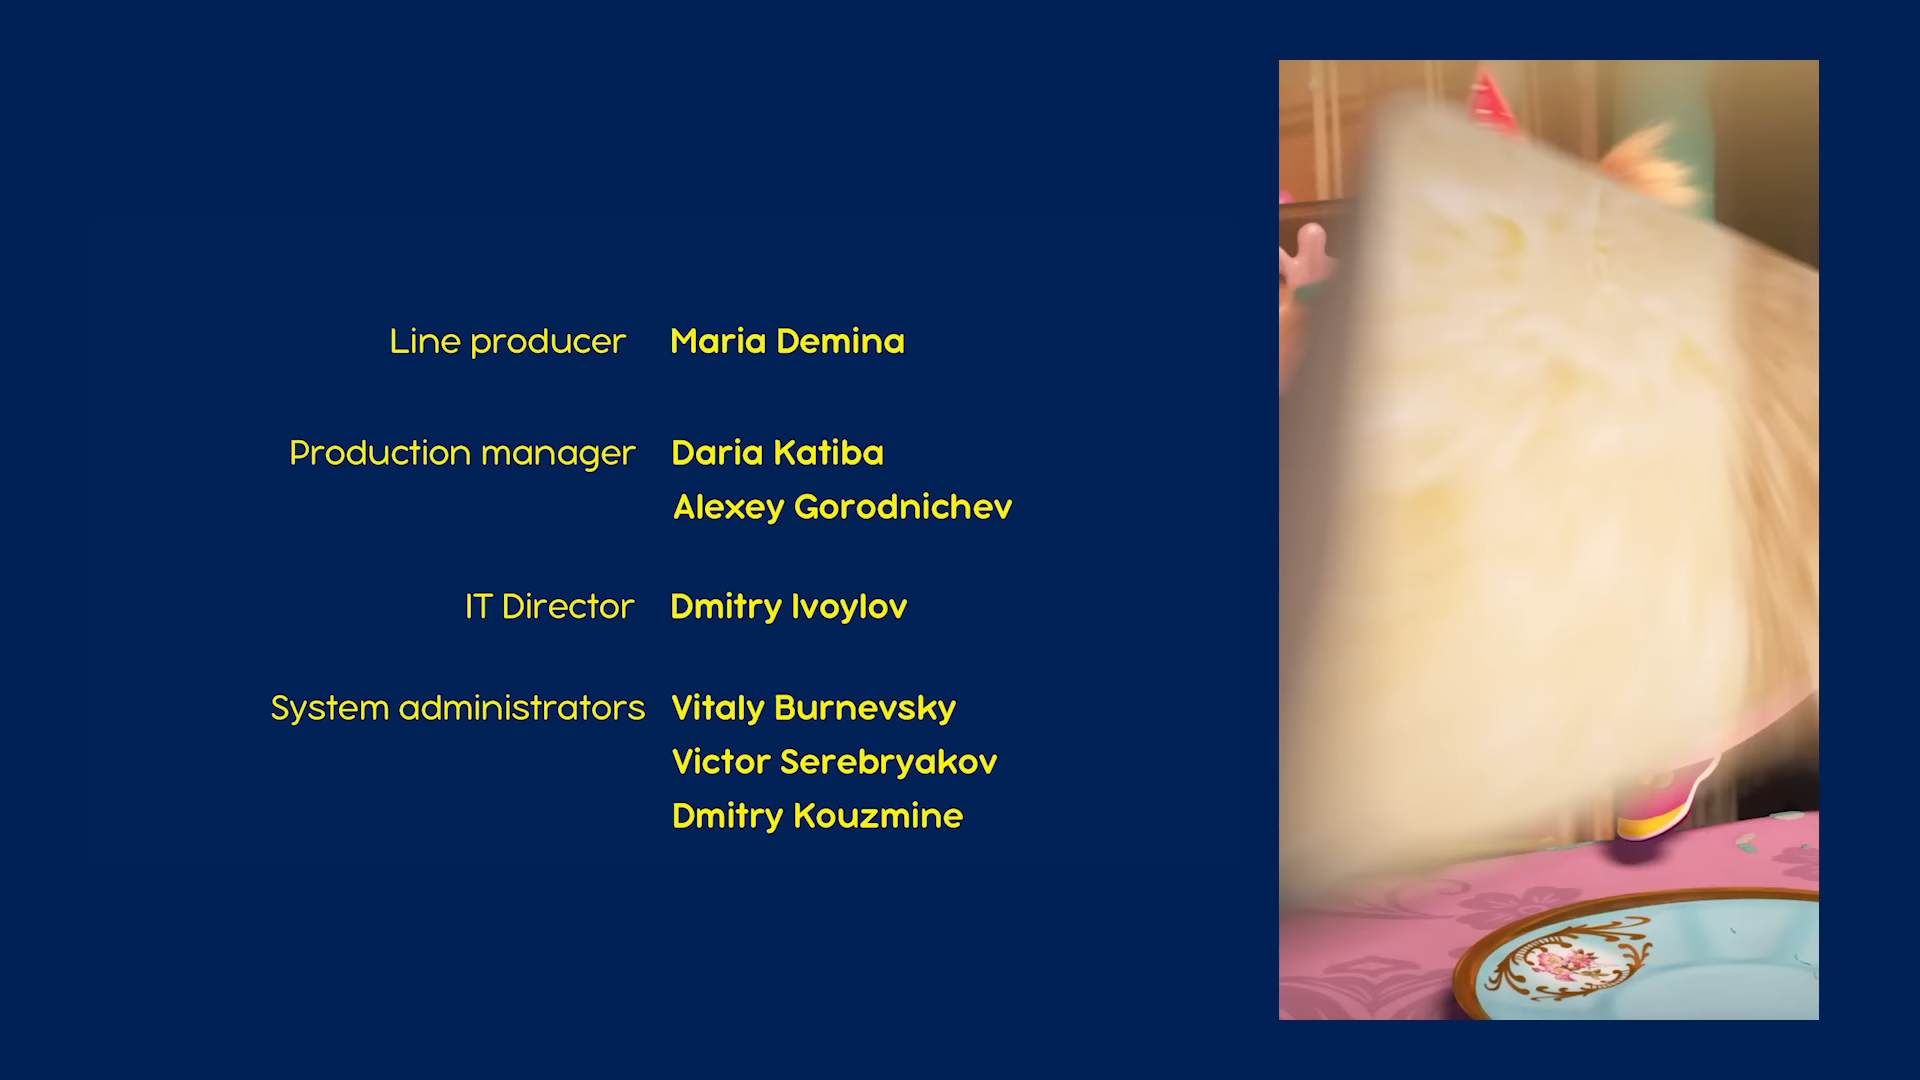 Line producer Maria Demina
Production manager Daria Katiba
Alexey Gorodnichev
IT Director Dmitry Ivoylov
System administrators Vitaly Burnevsky
Victor Serebryakov
Dmitry Kouzmine